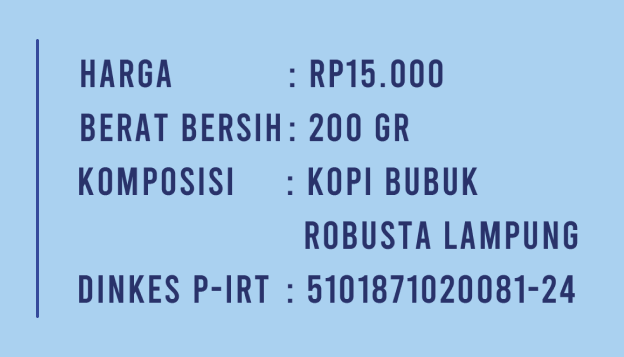 HARGA : RP15.000
BERAT BERSIH : 200 GR
KOMPOSISI : KOPI BUBUK
ROBUSTA LAMPUNG
DINKES P-IRT : 5101871020081-24